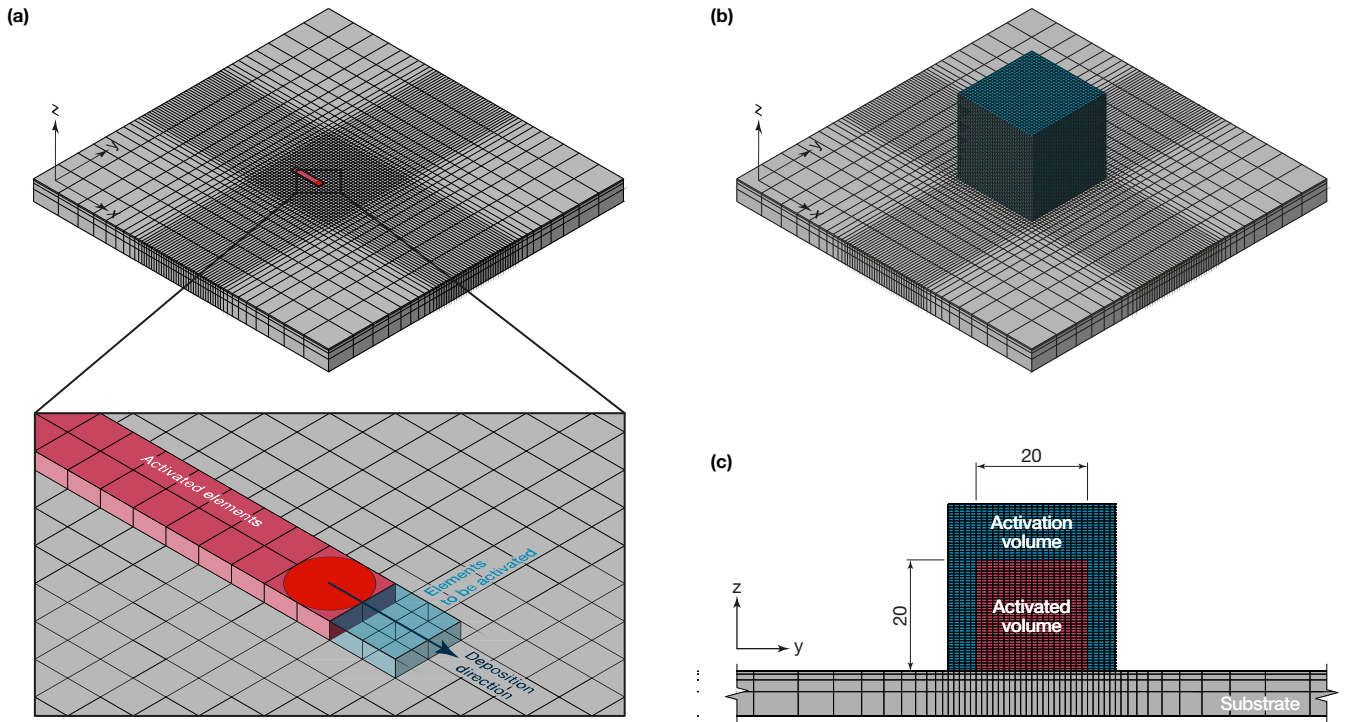 (a)
z
y
x
Activated elements
Elements
to be activated
Deposition
direction
(b)
z
y
x
(c)
20
Activation
volume
20
Activated
volume
z
y
Substrate